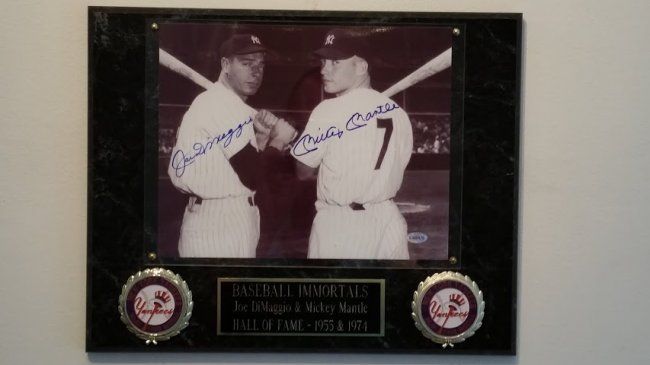 NY
NY
Joe DiMaggio
Mickey Mantle
7
BASEBALL IMMORTALS
Joe DiMaggio & Mickey Mantle
HALL OF FAME - 1955 & 1974
Yankees
Yankees